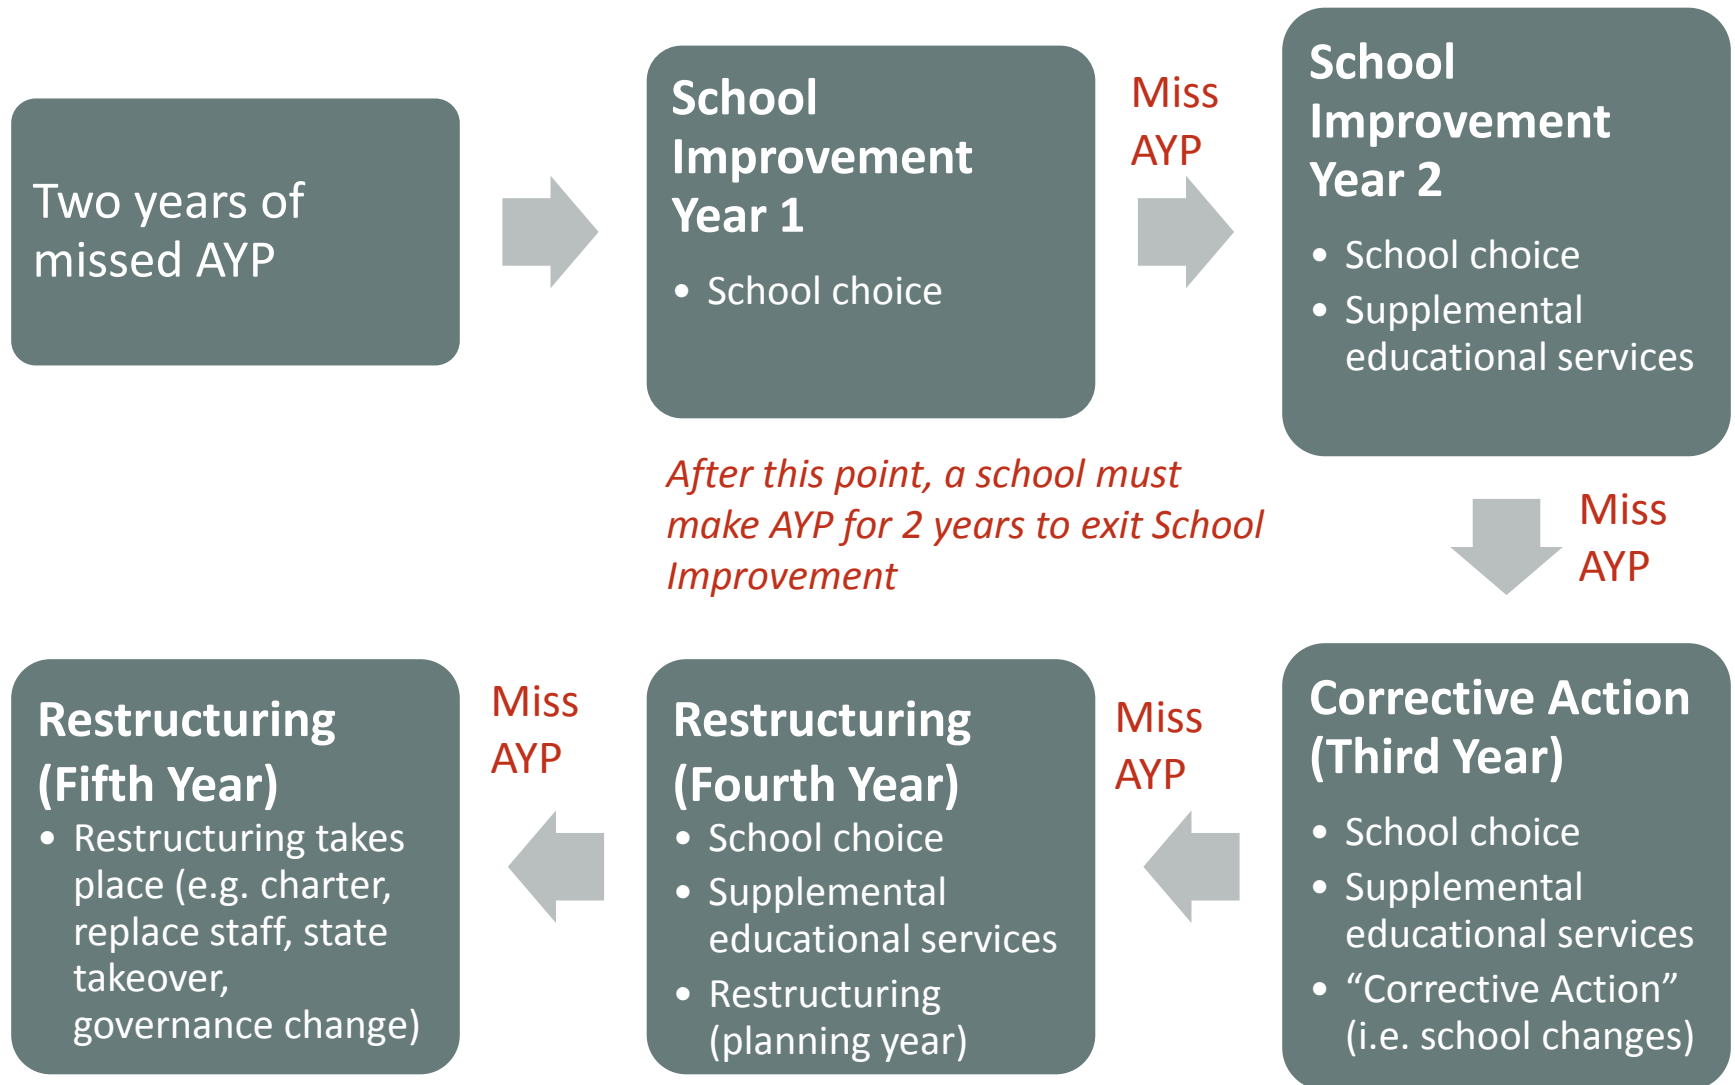 Two years of
missed AYP
School
Improvement
Year 1
• School choice
Miss
AYP
School
Improvement
Year 2
• School choice
• Supplemental
educational services
After this point, a school must
make AYP for 2 years to exit School
Improvement
Miss
AYP
Corrective Action
(Third Year)
• School choice
• Supplemental
educational services
• “Corrective Action”
(i.e. school changes)
Miss
AYP
Restructuring
(Fourth Year)
• School choice
• Supplemental
educational services
• Restructuring
(planning year)
Miss
AYP
Restructuring
(Fifth Year)
• Restructuring takes
place (e.g. charter,
replace staff, state
takeover,
governance change)